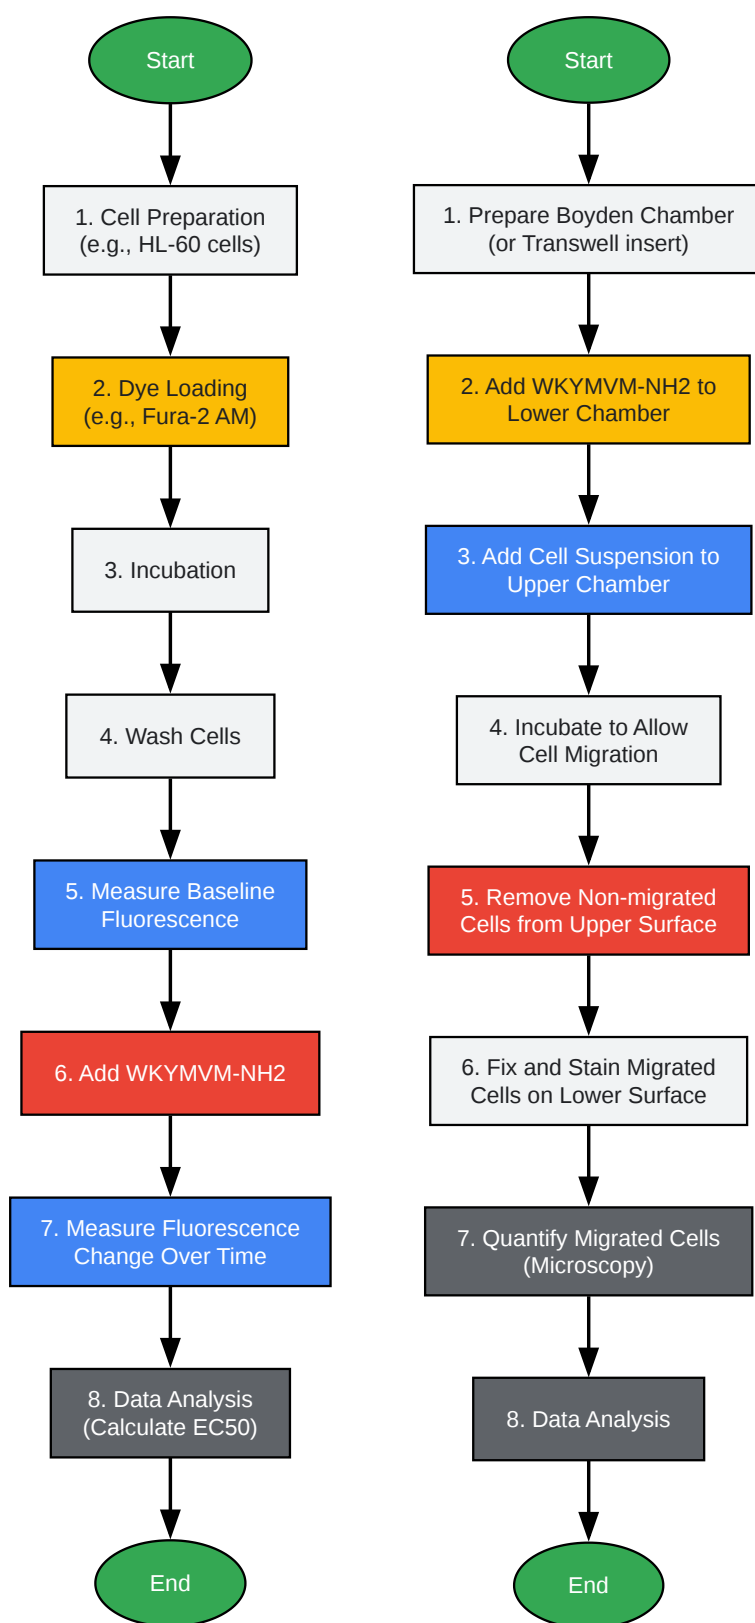 Start
1. Cell Preparation
(e.g., HL-60 cells)
2. Dye Loading
(e.g., Fura-2 AM)
3. Incubation
4. Wash Cells
5. Measure Baseline
Fluorescence
6. Add WKYMVM-NH2
7. Measure Fluorescence
Change Over Time
8. Data Analysis
(Calculate EC50)
End
Start
1. Prepare Boyden Chamber
(or Transwell insert)
2. Add WKYMVM-NH2 to
Lower Chamber
3. Add Cell Suspension to
Upper Chamber
4. Incubate to Allow
Cell Migration
5. Remove Non-migrated
Cells from Upper Surface
6. Fix and Stain Migrated
Cells on Lower Surface
7. Quantify Migrated Cells
(Microscopy)
8. Data Analysis
End